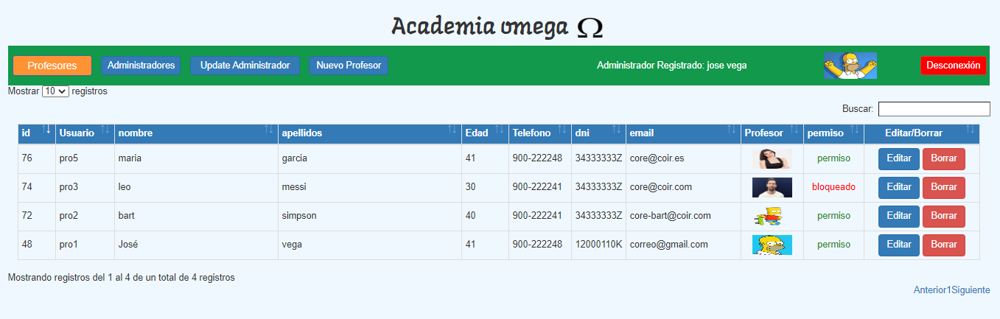 Academia omega Ω
Profesores Administradores Update Administrador Nuevo Profesor Administrador Registrado: jose vega Desconexión
Mostrar 10 registros
Buscar:
id Usuario nombre apellidos Edad Telefono dni email Profesor permiso Editar/Borrar
76 pro5 maria garcia 41 900-222248 34333333Z core@coir.es permiso Editar Borrar
74 pro3 leo messi 30 900-222241 34333333Z core@coir.com bloqueado Editar Borrar
72 pro2 bart simpson 40 900-222241 34333333Z core-bart@coir.com permiso Editar Borrar
48 pro1 José vega 41 900-222248 12000110K correo@gmail.com permiso Editar Borrar
Mostrando registros del 1 al 4 de un total de 4 registros
Anterior1Siguiente